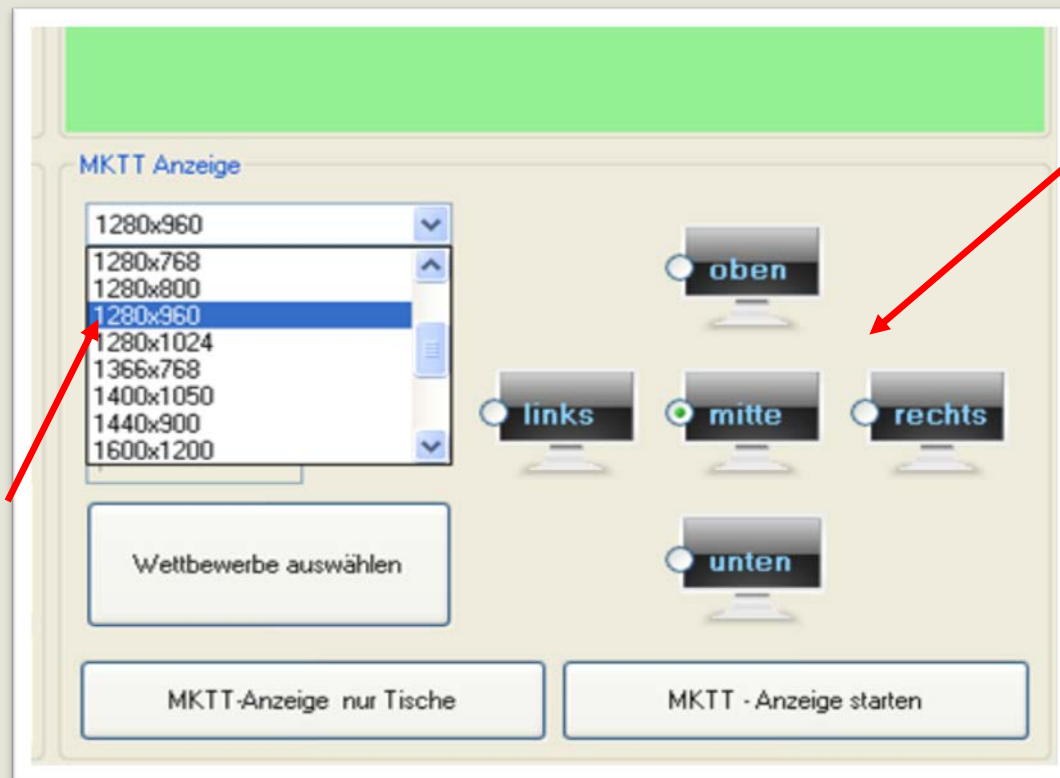 MKTT Anzeige
1280x960
1280x768
1280x800
1280x960
1280x1024
1366x768
1400x1050
1440x900
1600x1200
oben
links
mitte
rechts
unten
Wettbewerbe auswählen
MKTT-Anzeige nur Tische
MKTT - Anzeige starten